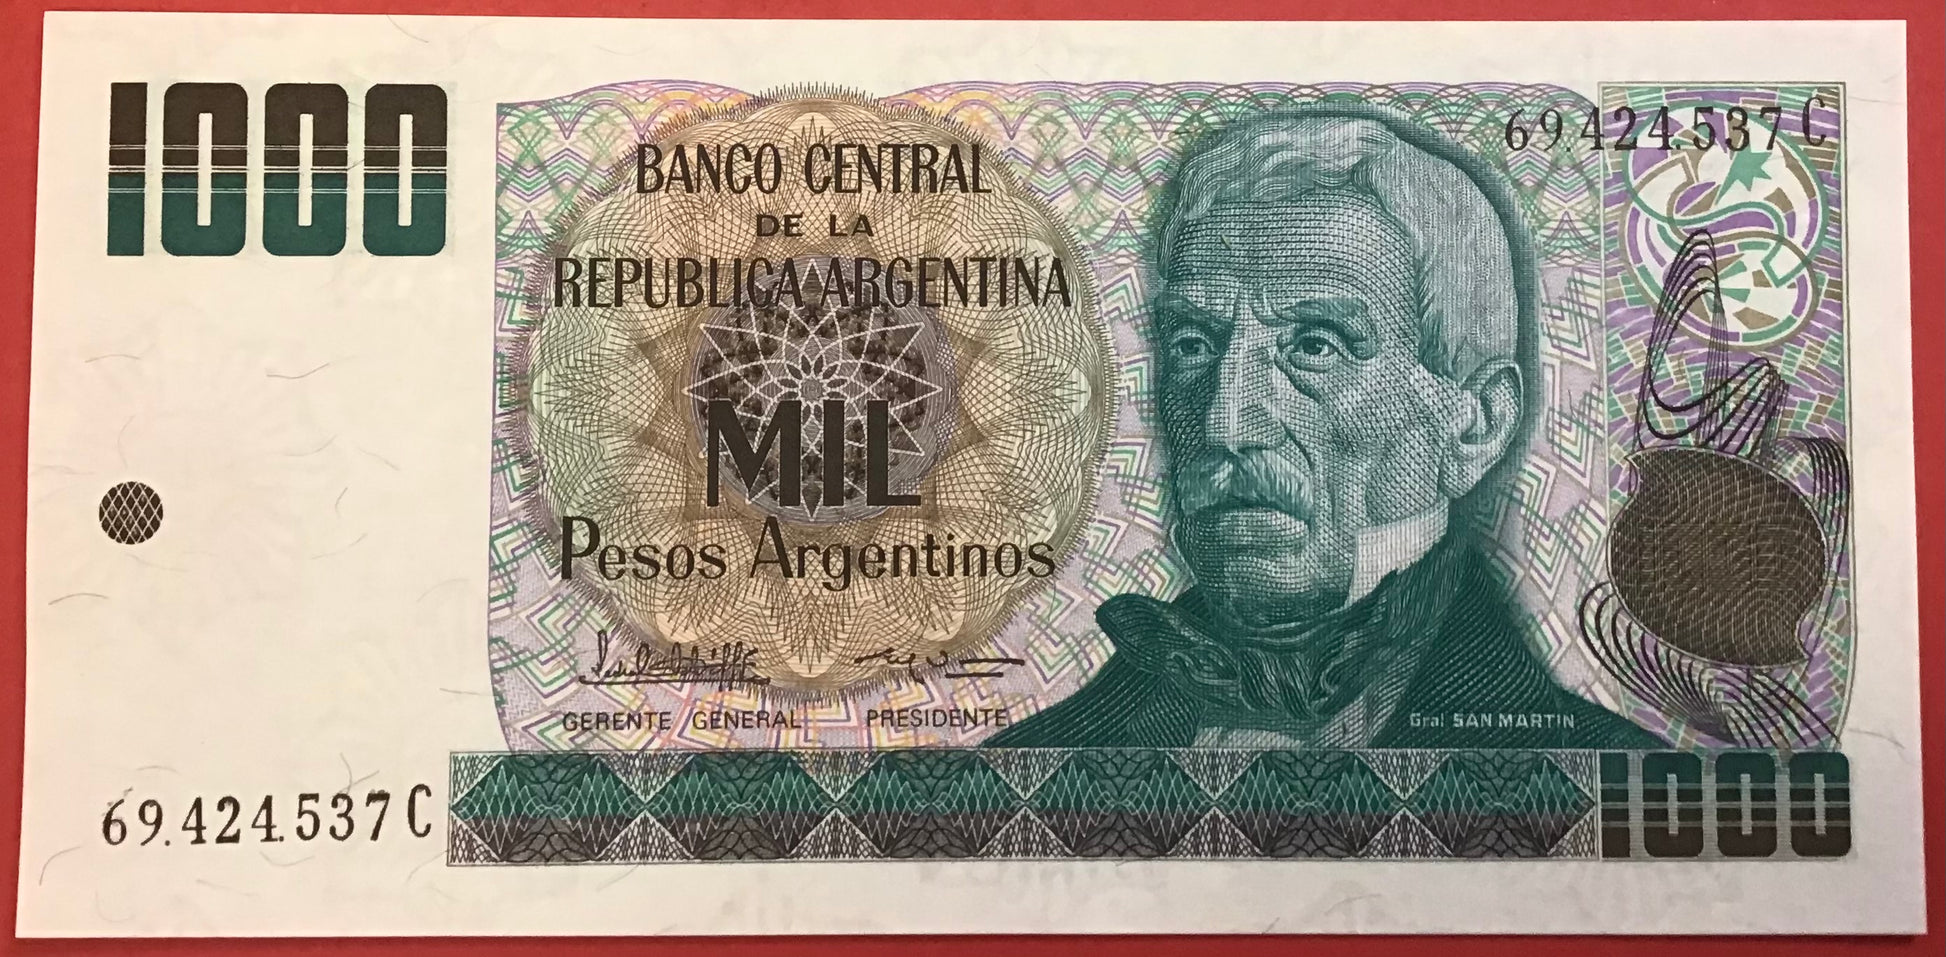 1000
69.424.537 C
BANCO CENTRAL
DE LA
REPUBLICA ARGENTINA
MIL
Pesos Argentinos
GERENTE GENERAL
PRESIDENTE
Gral SAN MARTIN
69.424.537 C
1000